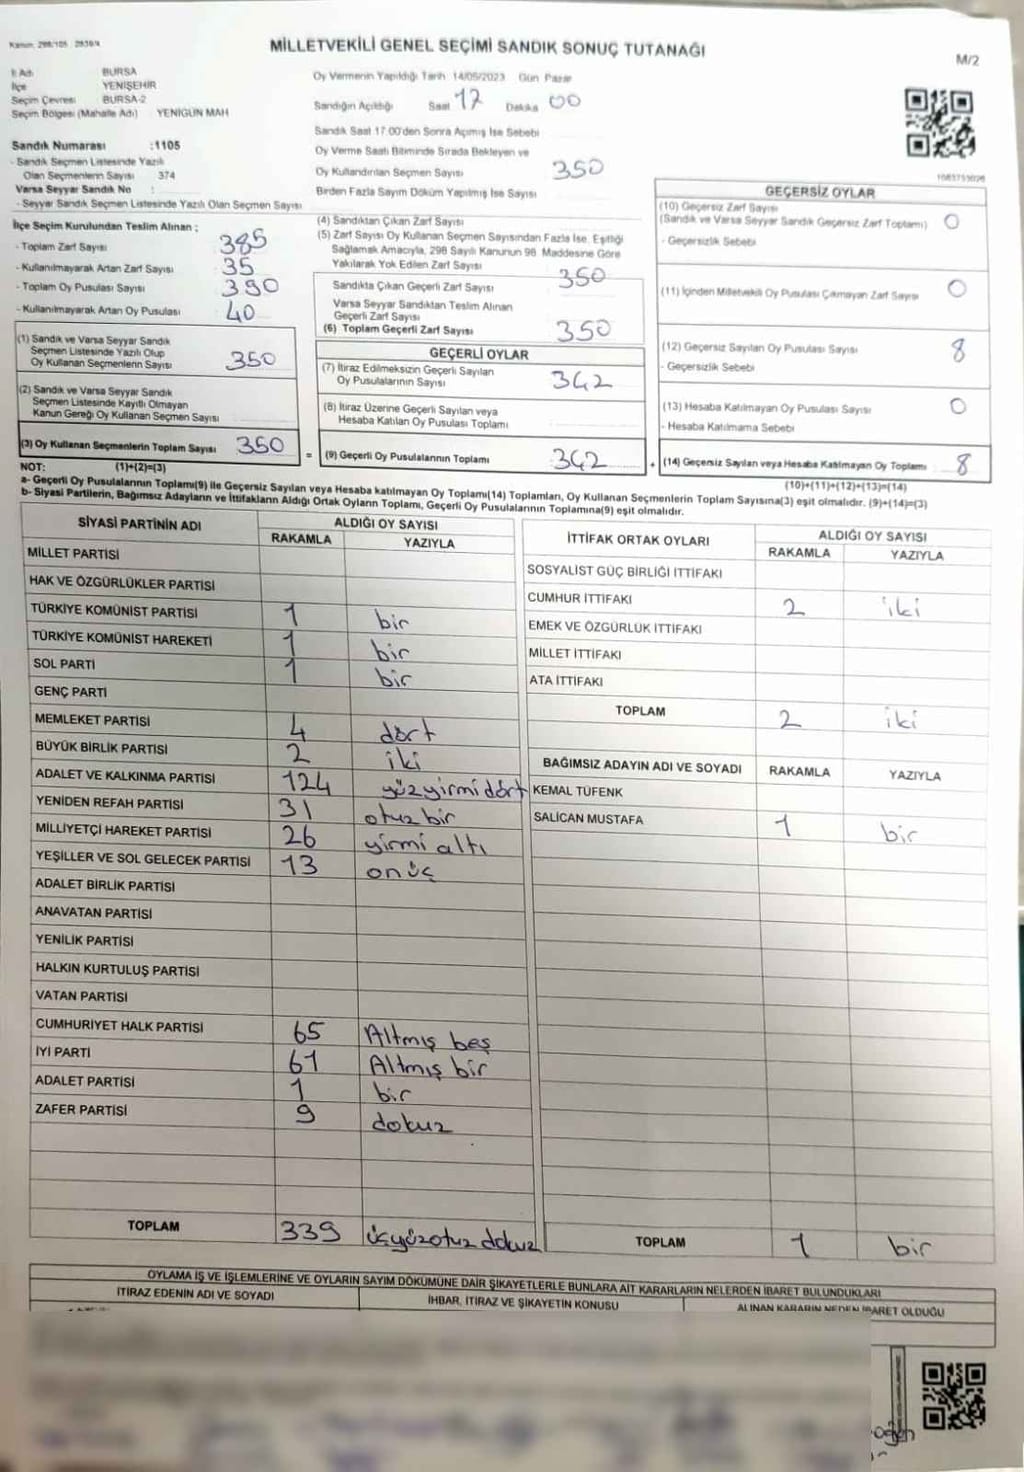 Kanun: 298/105 2839/4
MİLLETVEKİLİ GENEL SEÇİMİ SANDIK SONUÇ TUTANAĞI
M/2
İl Adı BURSA
İlçe YENİŞEHİR
Seçim Çevresi BURSA-2
Seçim Bölgesi (Mahalle Adı) YENİGÜN MAH
Oy Vermenin Yapıldığı Tarih 14/05/2023 Gün Pazar
Sandığın Açıldığı Saat 17 Dakika 00
Sandık Saat 17.00'den Sonra Açımış İse Sebebi
Oy Verme Saati Bitiminde Sırada Bekleyen ve
Oy Kullandırılan Seçmen Sayısı 350
Birden Fazla Sayım Döküm Yapılmış İse Sayısı
Sandık Numarası :1105
- Sandık Seçmen Listesinde Yazılı
Olan Seçmenlerin Sayısı 374
Varsa Seyyar Sandık No :
- Seyyar Sandık Seçmen Listesinde Yazılı Olan Seçmen Sayısı
İlçe Seçim Kurulundan Teslim Alınan ;
- Toplam Zarf Sayısı 385
- Kullanılmayarak Artan Zarf Sayısı 35
- Toplam Oy Pusulası Sayısı 390
- Kullanılmayarak Artan Oy Pusulası 40
(1) Sandık ve Varsa Seyyar Sandık
Seçmen Listesinde Yazılı Olup
Oy Kullanan Seçmenlerin Sayısı 350
(2) Sandık ve Varsa Seyyar Sandık
Seçmen Listesinde Kayıtlı Olmayan
Kanun Gereği Oy Kullanan Seçmen Sayısı
(3) Oy Kullanan Seçmenlerin Toplam Sayısı 350
(4) Sandıktan Çıkan Zarf Sayısı
(5) Zarf Sayısı Oy Kullanan Seçmen Sayısından Fazla İse, Eşitliği
Sağlamak Amacıyla, 298 Sayılı Kanunun 98. Maddesine Göre
Yakılarak Yok Edilen Zarf Sayısı
Sandıkta Çıkan Geçerli Zarf Sayısı 350
Varsa Seyyar Sandıktan Teslim Alınan
Geçerli Zarf Sayısı
(6) Toplam Geçerli Zarf Sayısı 350
GEÇERLİ OYLAR
(7) İtiraz Edilmeksizin Geçerli Sayılan
Oy Pusulalarının Sayısı 342
(8) İtiraz Üzerine Geçerli Sayılan veya
Hesaba Katılan Oy Pusulası Toplamı
= (9) Geçerli Oy Pusulalarının Toplamı 342
GEÇERSİZ OYLAR
(10) Geçersiz Zarf Sayısı
(Sandık ve Varsa Seyyar Sandık Geçersiz Zarf Toplamı) 0
- Geçersizlik Sebebi
(11) İçinden Milletvekili Oy Pusulası Çıkmayan Zarf Sayısı 0
(12) Geçersiz Sayılan Oy Pusulası Sayısı 8
- Geçersizlik Sebebi
(13) Hesaba Katılmayan Oy Pusulası Sayısı 0
- Hesaba Katılmama Sebebi
+ (14) Geçersiz Sayılan veya Hesaba Katılmayan Oy Toplamı 8
NOT: (1)+(2)=(3)
(10)+(11)+(12)+(13)=(14)
a- Geçerli Oy Pusulalarının Toplamı(9) ile Geçersiz Sayılan veya Hesaba katılmayan Oy Toplamı(14) Toplamları, Oy Kullanan Seçmenlerin Toplam Sayısına(3) eşit olmalıdır. (9)+(14)=(3)
b- Siyasi Partilerin, Bağımsız Adayların ve İttifakların Aldığı Ortak Oyların Toplamı, Geçerli Oy Pusulalarının Toplamına(9) eşit olmalıdır.
SİYASİ PARTİNİN ADI ALDIĞI OY SAYISI
RAKAMLA YAZIYLA
MİLLET PARTİSİ
HAK VE ÖZGÜRLÜKLER PARTİSİ
TÜRKİYE KOMÜNİST PARTİSİ 1 bir
TÜRKİYE KOMÜNİST HAREKETİ 1 bir
SOL PARTİ 1 bir
GENÇ PARTİ
MEMLEKET PARTİSİ 4 dört
BÜYÜK BİRLİK PARTİSİ 2 iki
ADALET VE KALKINMA PARTİSİ 124 yüzyirmidört
YENİDEN REFAH PARTİSİ 31 otuzbir
MİLLİYETÇİ HAREKET PARTİSİ 26 yirmi altı
YEŞİLLER VE SOL GELECEK PARTİSİ 13 onüç
ADALET BİRLİK PARTİSİ
ANAVATAN PARTİSİ
YENİLİK PARTİSİ
HALKIN KURTULUŞ PARTİSİ
VATAN PARTİSİ
CUMHURİYET HALK PARTİSİ 65 Altmış beş
İYİ PARTİ 61 Altmış bir
ADALET PARTİSİ 1 bir
ZAFER PARTİSİ 9 dokuz
TOPLAM 339 üçyüzotuz dokuz
İTTİFAK ORTAK OYLARI ALDIĞI OY SAYISI
RAKAMLA YAZIYLA
SOSYALİST GÜÇ BİRLİĞİ İTTİFAKI
CUMHUR İTTİFAKI 2 iki
EMEK VE ÖZGÜRLÜK İTTİFAKI
MİLLET İTTİFAKI
ATA İTTİFAKI
TOPLAM 2 iki
BAĞIMSIZ ADAYIN ADI VE SOYADI RAKAMLA YAZIYLA
KEMAL TÜFENK
SALİCAN MUSTAFA 1 bir
TOPLAM 1 bir
OYLAMA İŞ VE İŞLEMLERİNE VE OYLARIN SAYIM DÖKÜMÜNE DAİR ŞİKAYETLERLE BUNLARA AİT KARARLARIN NELERDEN İBARET BULUNDUKLARI
İTİRAZ EDENİN ADI VE SOYADI İHBAR, İTİRAZ VE ŞİKAYETİN KONUSU ALINAN KARARIN NEDEN İBARET OLDUĞU